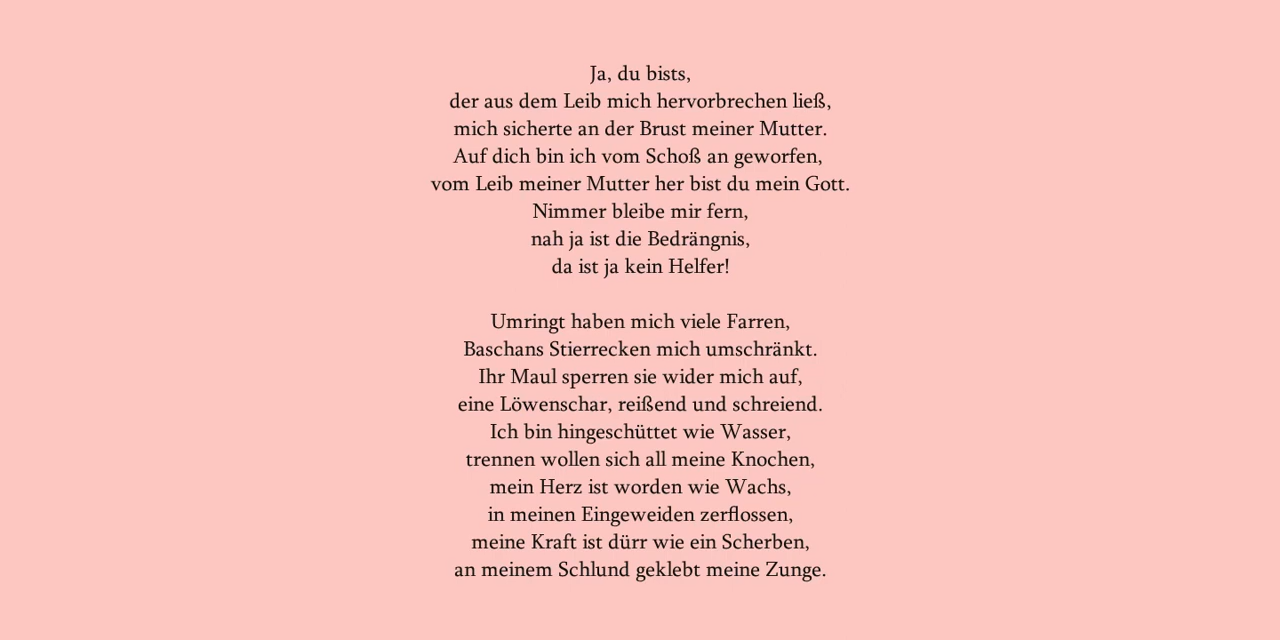 Ja, du bists,
der aus dem Leib mich hervorbrechen ließ,
mich sicherte an der Brust meiner Mutter.
Auf dich bin ich vom Schoß an geworfen,
vom Leib meiner Mutter her bist du mein Gott.
Nimmer bleibe mir fern,
nah ja ist die Bedrängnis,
da ist ja kein Helfer!

Umringt haben mich viele Farren,
Baschans Stierrecken mich umschränkt.
Ihr Maul sperren sie wider mich auf,
eine Löwenschar, reißend und schreiend.
Ich bin hingeschüttet wie Wasser,
trennen wollen sich all meine Knochen,
mein Herz ist worden wie Wachs,
in meinen Eingeweiden zerflossen,
meine Kraft ist dürr wie ein Scherben,
an meinem Schlund geklebt meine Zunge.